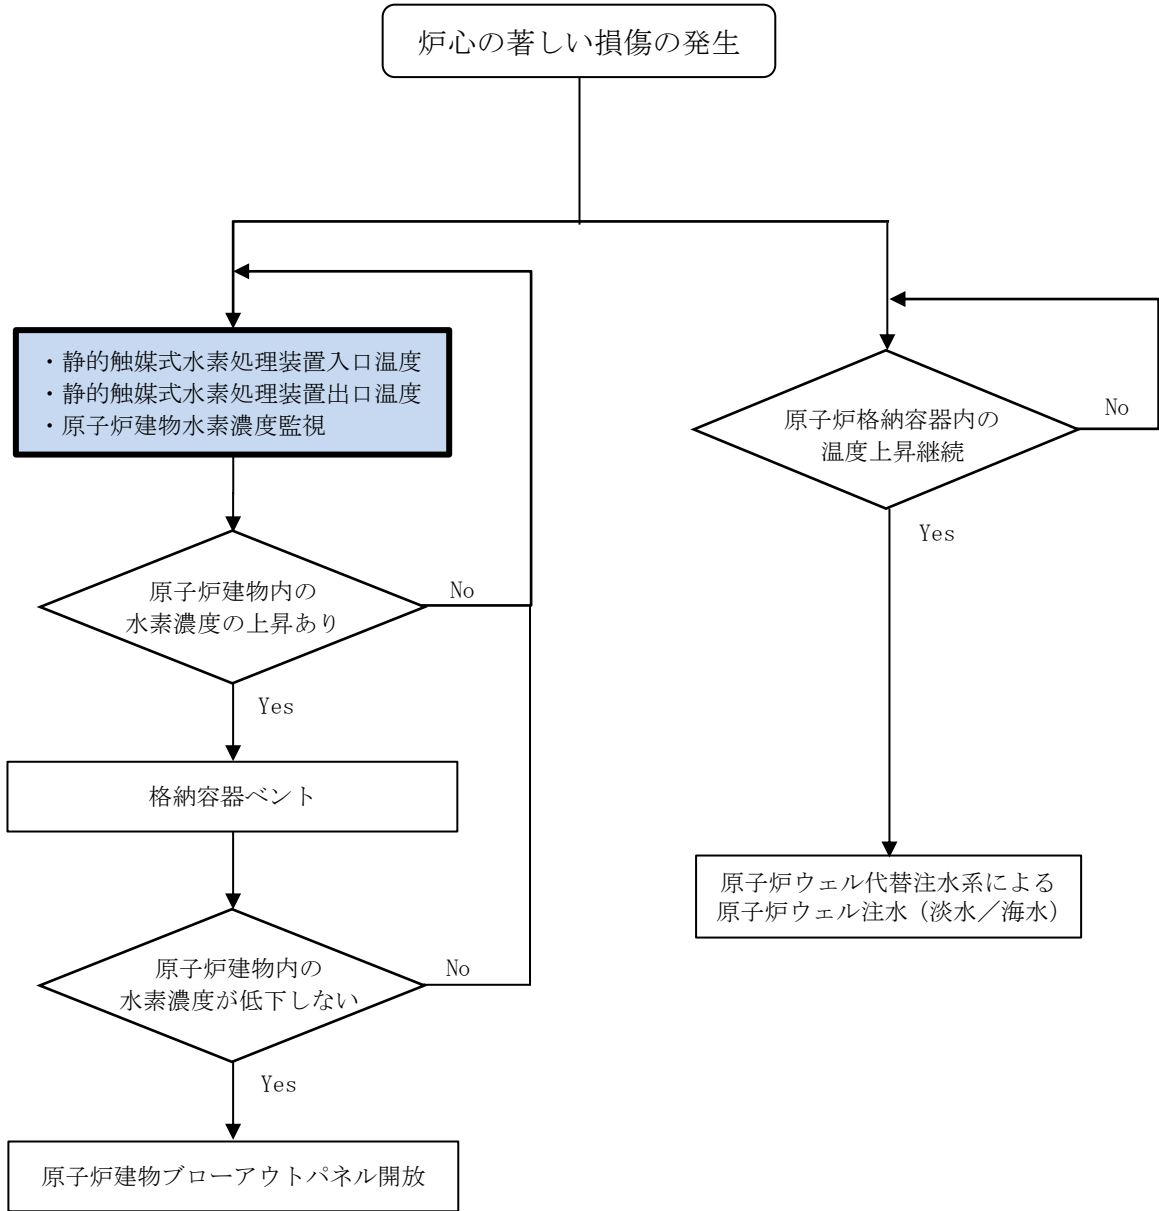 炉心の著しい損傷の発生
・静的触媒式水素処理装置入口温度
・静的触媒式水素処理装置出口温度
・原子炉建物水素濃度監視
原子炉建物内の
水素濃度の上昇あり
No
Yes
格納容器ベント
原子炉建物内の
水素濃度が低下しない
No
Yes
原子炉建物ブローアウトパネル開放
原子炉格納容器内の
温度上昇継続
No
Yes
原子炉ウェル代替注水系による
原子炉ウェル注水（淡水／海水）